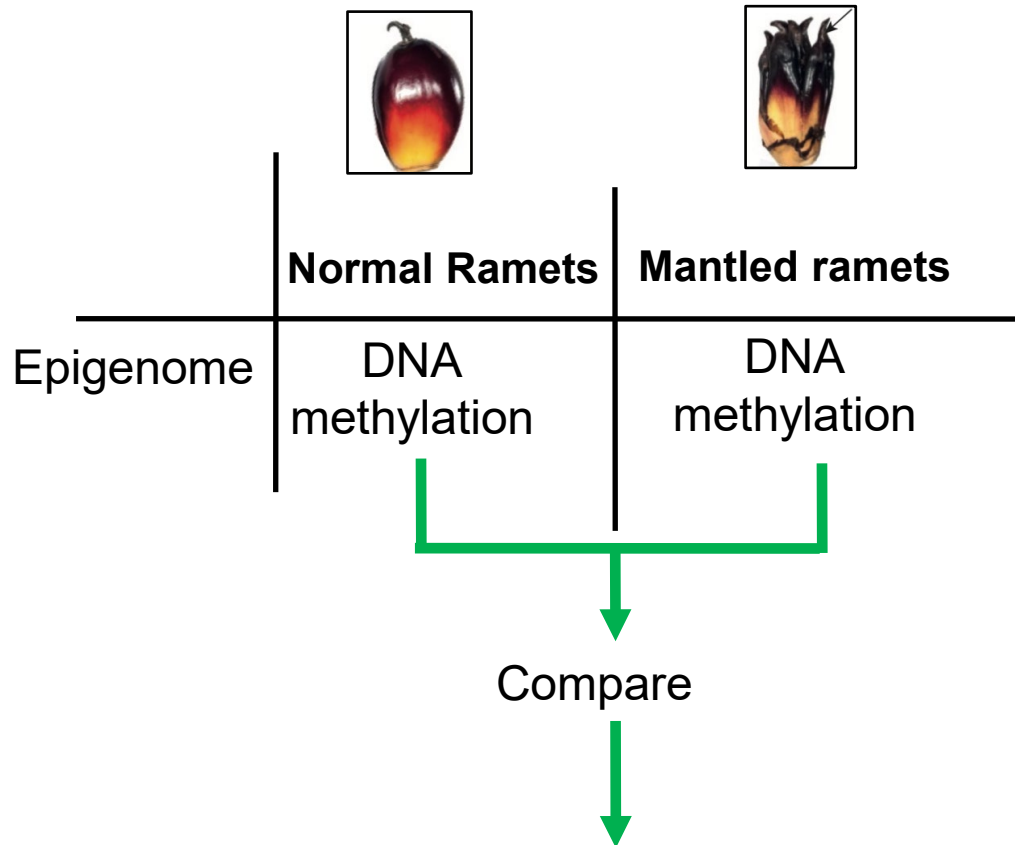 Normal Ramets
Mantled ramets
Epigenome
DNA
methylation
DNA
methylation
Compare